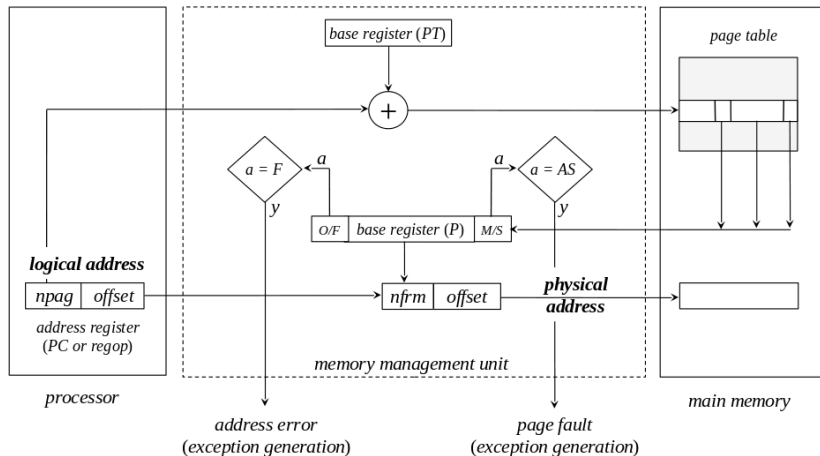 base register (PT)
page table
+
a = F
a
a
a = AS
y
y
O/F
base register (P)
M/S
logical address
npag
offset
nfrm
offset
physical
address
address register
(PC or regop)
memory management unit
processor
main memory
address error
(exception generation)
page fault
(exception generation)